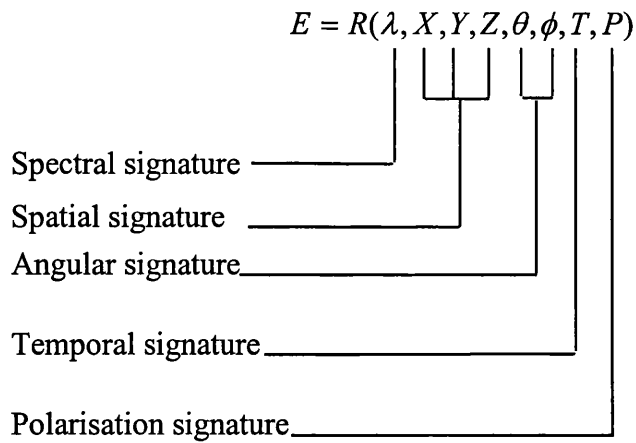 E = R(λ, X, Y, Z, θ, ϕ, T, P)
Spectral signature
Spatial signature
Angular signature
Temporal signature
Polarisation signature